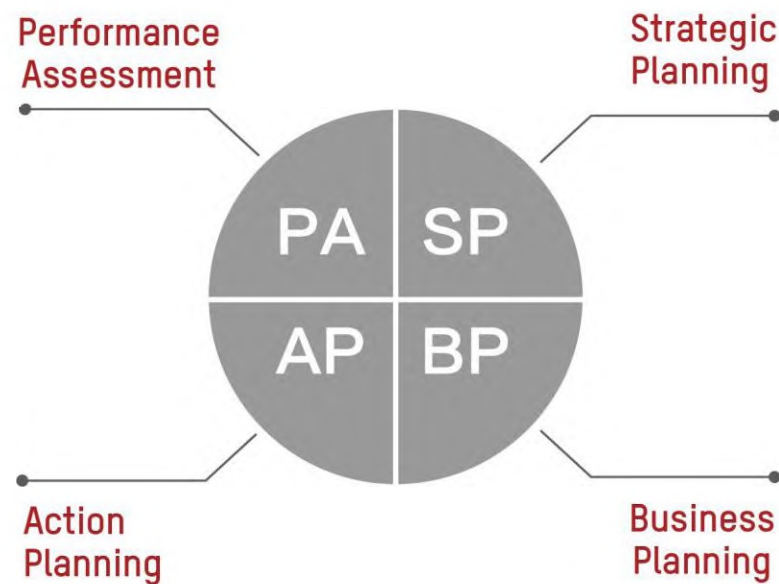 Performance
Assessment
Strategic
Planning
PA
SP
AP
BP
Action
Planning
Business
Planning